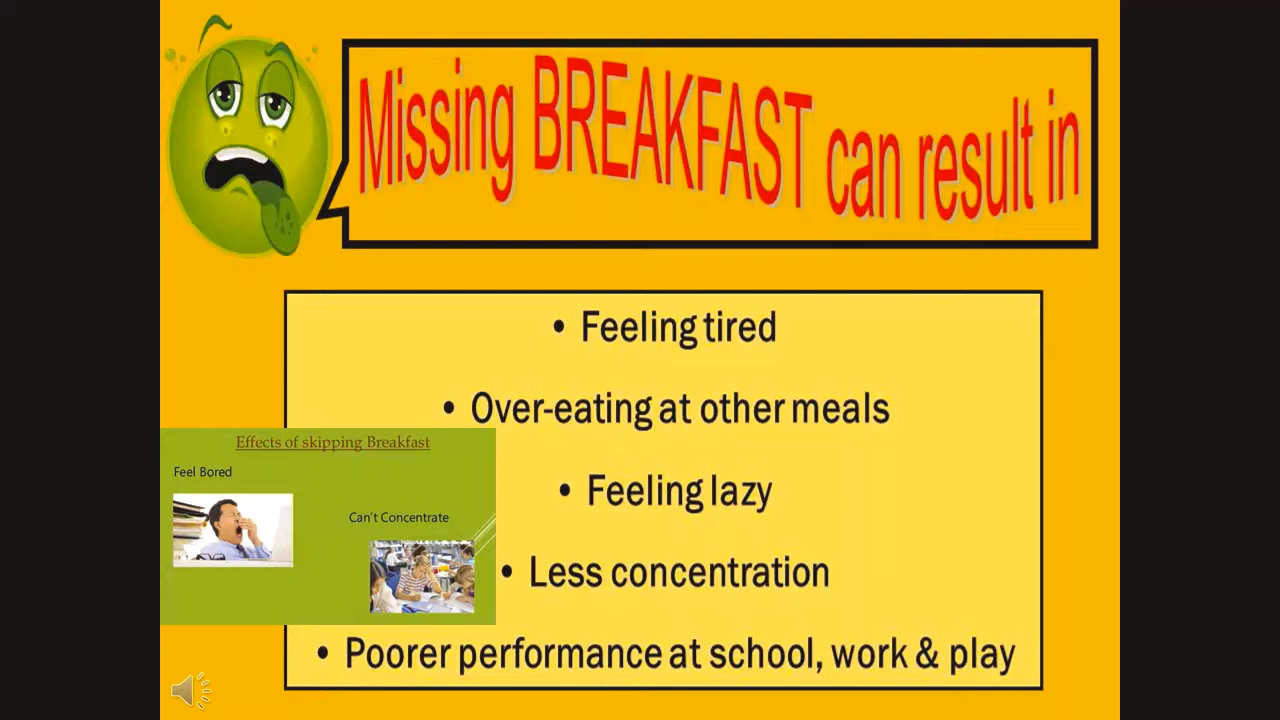 Missing BREAKFAST can result in
• Feeling tired
• Over-eating at other meals
• Feeling lazy
• Less concentration
• Poorer performance at school, work & play
Effects of skipping Breakfast
Feel Bored
Can't Concentrate